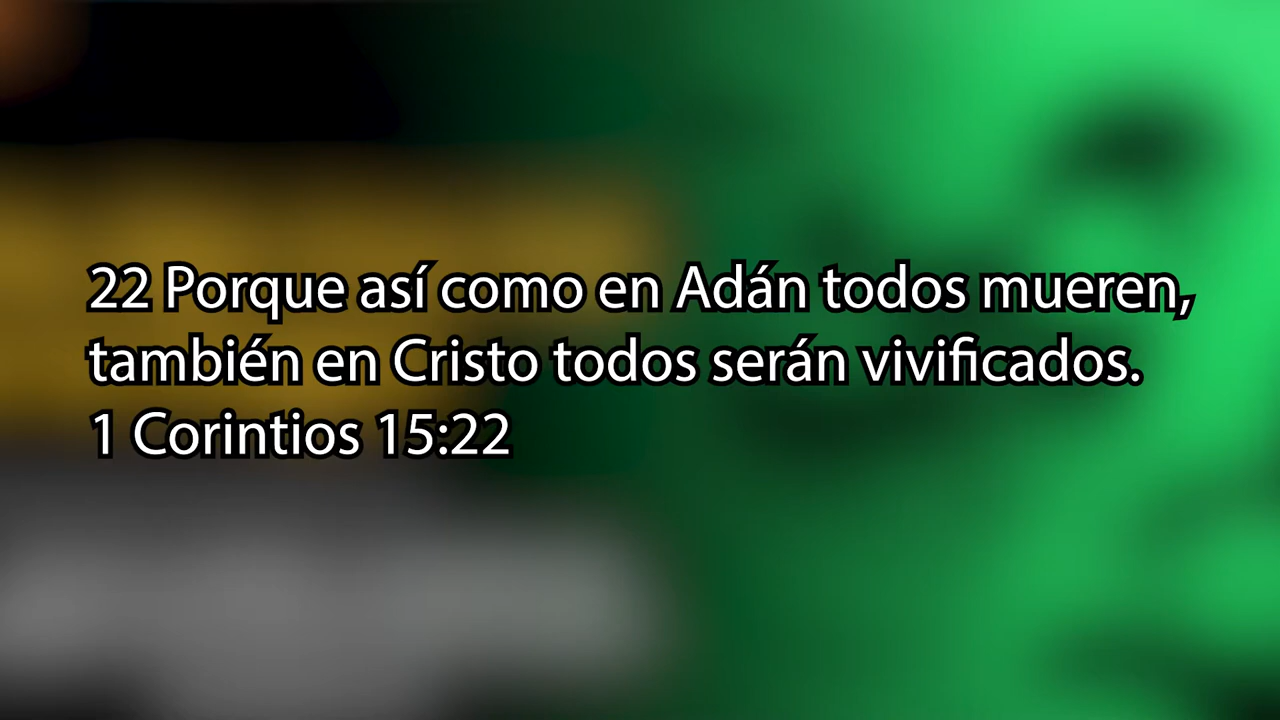 22 Porque así como en Adán todos mueren,
también en Cristo todos serán vivificados.
1 Corintios 15:22